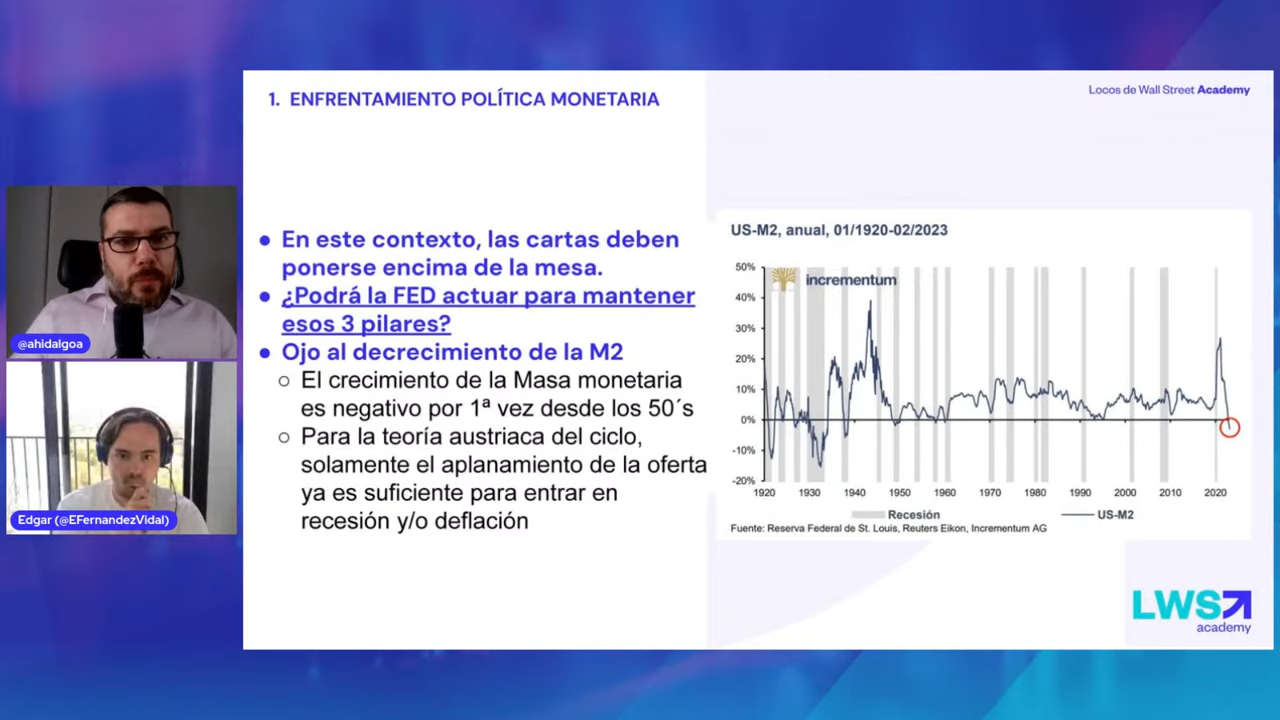 1. ENFRENTAMIENTO POLÍTICA MONETARIA
Locos de Wall Street Academy
● En este contexto, las cartas deben
ponerse encima de la mesa.
● ¿Podrá la FED actuar para mantener
esos 3 pilares?
● Ojo al decrecimiento de la M2
○ El crecimiento de la Masa monetaria
es negativo por 1ª vez desde los 50´s
○ Para la teoría austriaca del ciclo,
solamente el aplanamiento de la oferta
ya es suficiente para entrar en
recesión y/o deflación
US-M2, anual, 01/1920-02/2023
incrementum
50%
40%
30%
20%
10%
0%
-10%
-20%
1920 1930 1940 1950 1960 1970 1980 1990 2000 2010 2020
Recesión US-M2
Fuente: Reserva Federal de St. Louis, Reuters Eikon, Incrementum AG
LWS
academy
@ahidalgoa
Edgar (@EFernandezVidal)